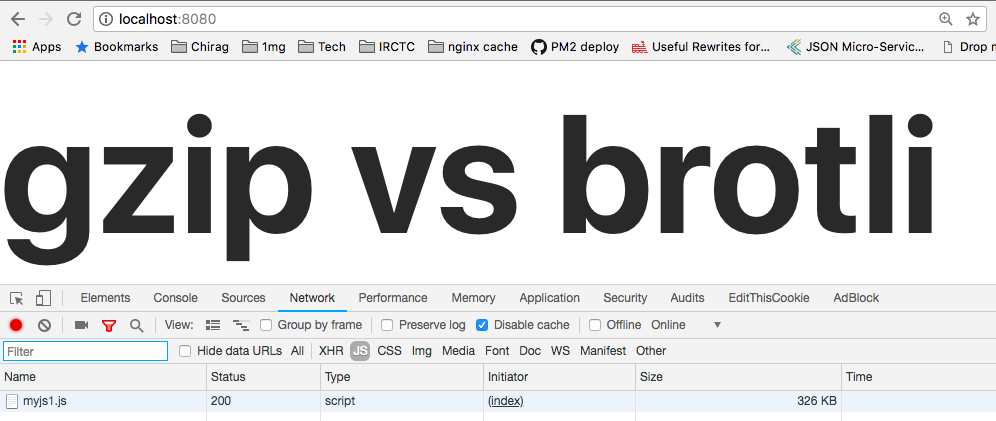 localhost:8080
Apps Bookmarks Chirag 1mg Tech IRCTC nginx cache PM2 deploy Useful Rewrites for... JSON Micro-Servic... Drop m
gzip vs brotli
Elements Console Sources Network Performance Memory Application Security Audits EditThisCookie AdBlock
View: Group by frame Preserve log Disable cache Offline Online
Filter Hide data URLs All XHR JS CSS Img Media Font Doc WS Manifest Other
Name Status Type Initiator Size Time
myjs1.js 200 script (index) 326 KB